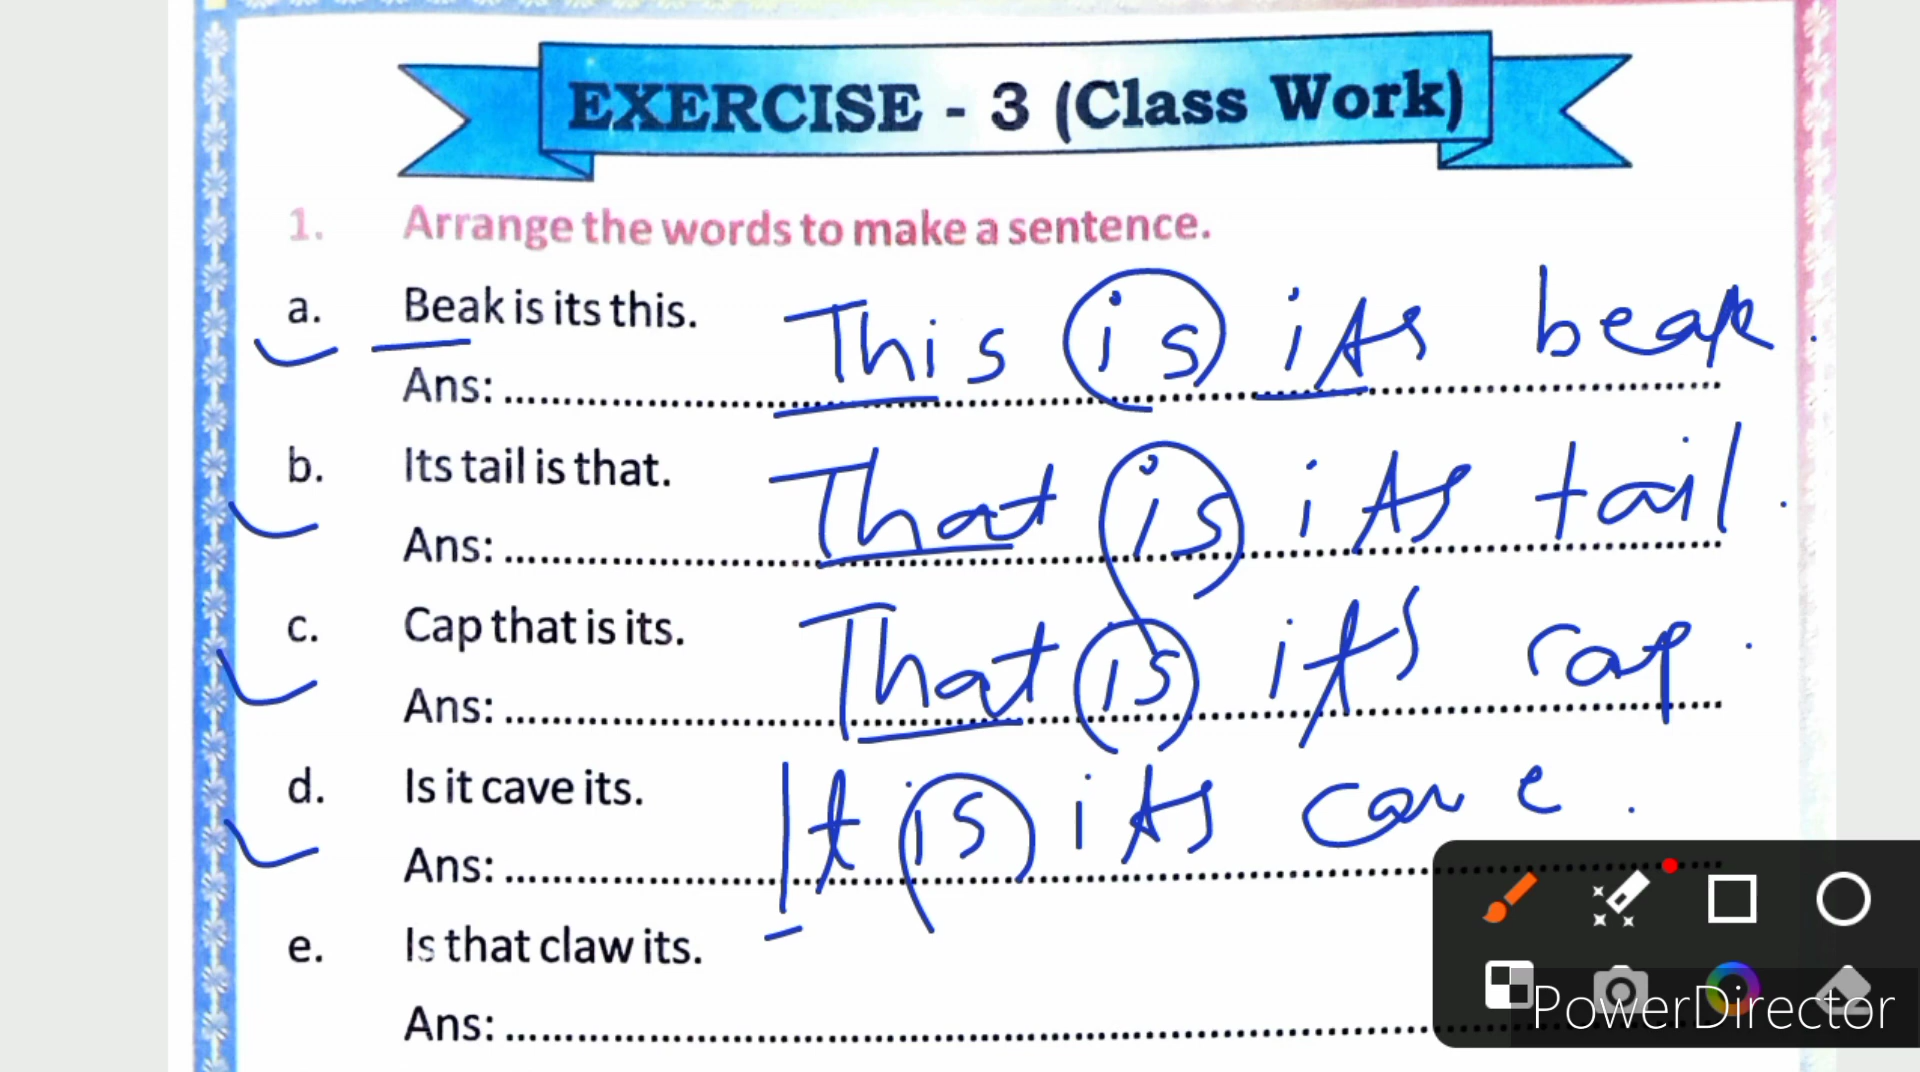 EXERCISE - 3 (Class Work)
1. Arrange the words to make a sentence.
a. Beak is its this.
Ans: This is its beak.
b. Its tail is that.
Ans: That is its tail.
c. Cap that is its.
Ans: That is its cap.
d. Is it cave its.
Ans: It is its cave.
e. Is that claw its.
Ans:
PowerDirector